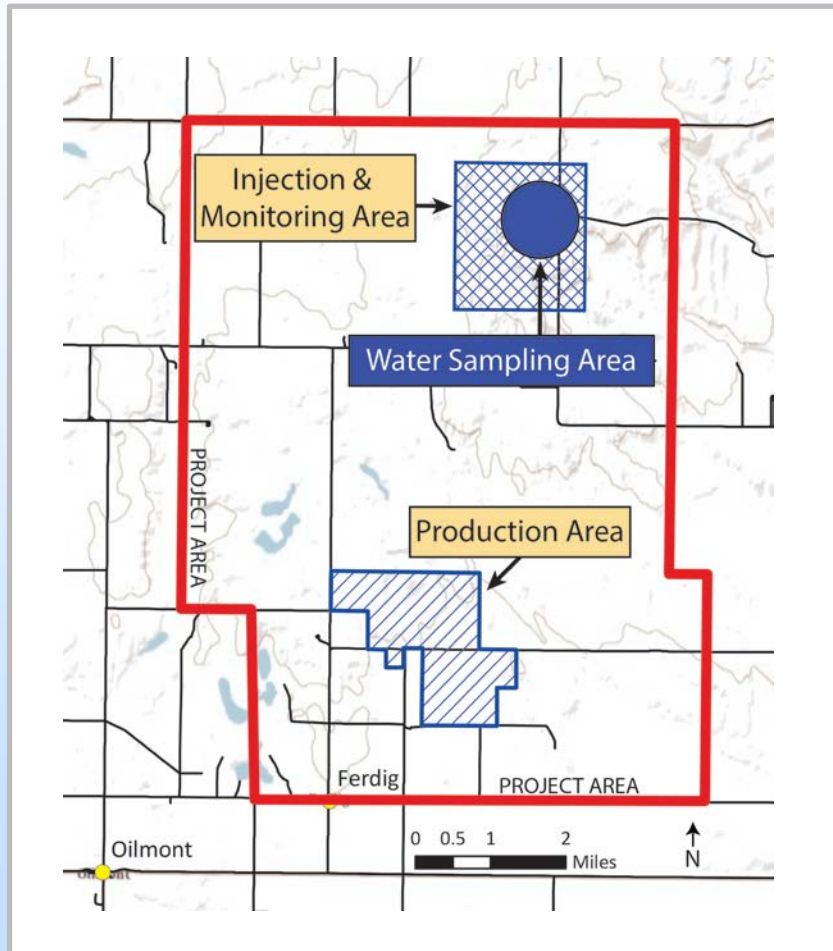 Injection &
Monitoring Area
Water Sampling Area
PROJECT AREA
Production Area
Ferdig
PROJECT AREA
Oilmont
0 0.5 1 2
Miles
N